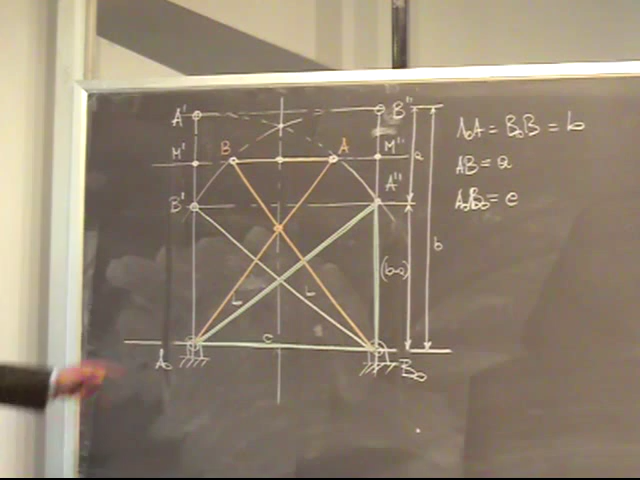 A' B"
A₀A = B₀B = b
M' B A M" a
AB = a
B' A"
A₀B₀ = c
b
(b-a)
L L
c
A₀ B₀